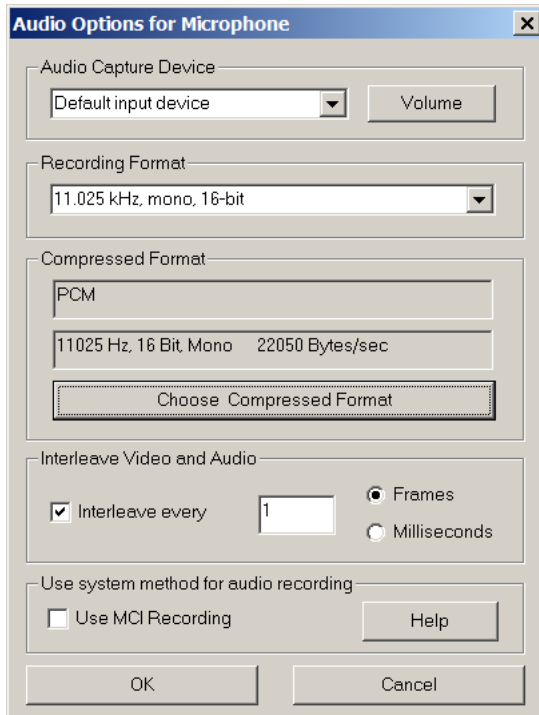 Audio Options for Microphone
Audio Capture Device
Default input device
Volume
Recording Format
11.025 kHz, mono, 16-bit
Compressed Format
PCM
11025 Hz, 16 Bit, Mono 22050 Bytes/sec
Choose Compressed Format
Interleave Video and Audio
Interleave every 1
Frames
Milliseconds
Use system method for audio recording
Use MCI Recording
Help
OK Cancel